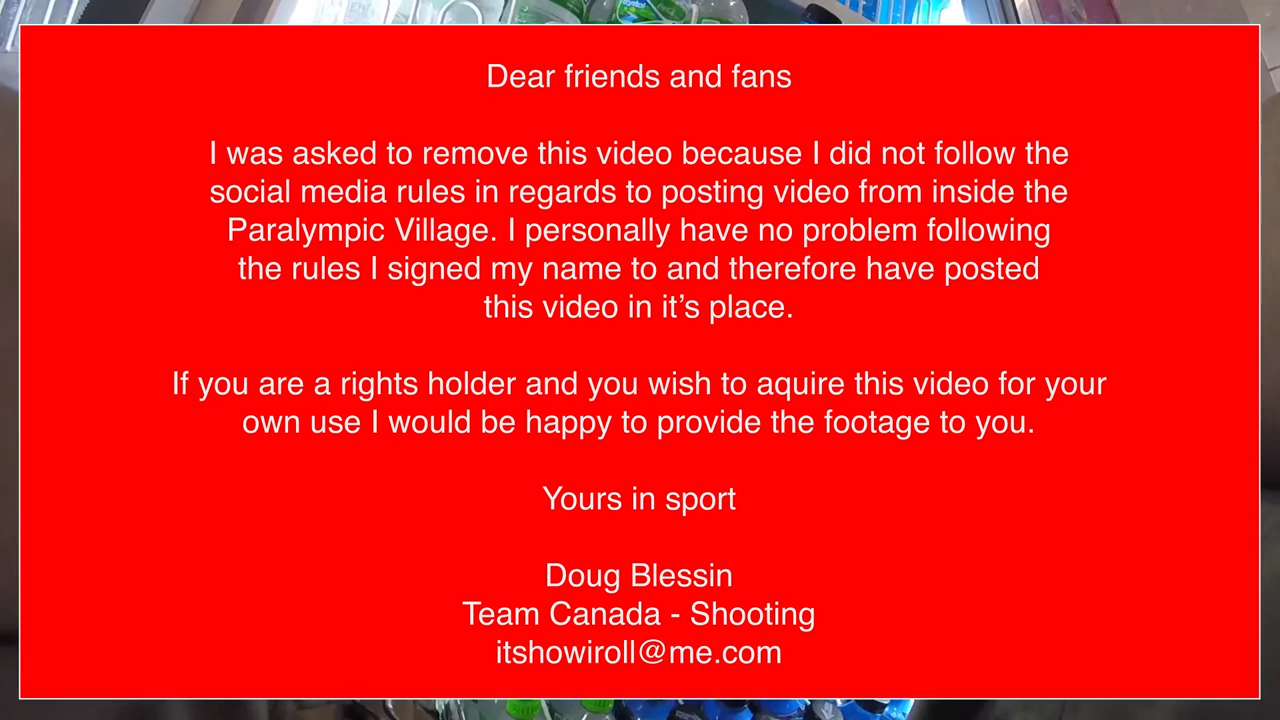 Dear friends and fans
I was asked to remove this video because I did not follow the
social media rules in regards to posting video from inside the
Paralympic Village. I personally have no problem following
the rules I signed my name to and therefore have posted
this video in it’s place.
If you are a rights holder and you wish to aquire this video for your
own use I would be happy to provide the footage to you.
Yours in sport
Doug Blessin
Team Canada - Shooting
itshowiroll@me.com